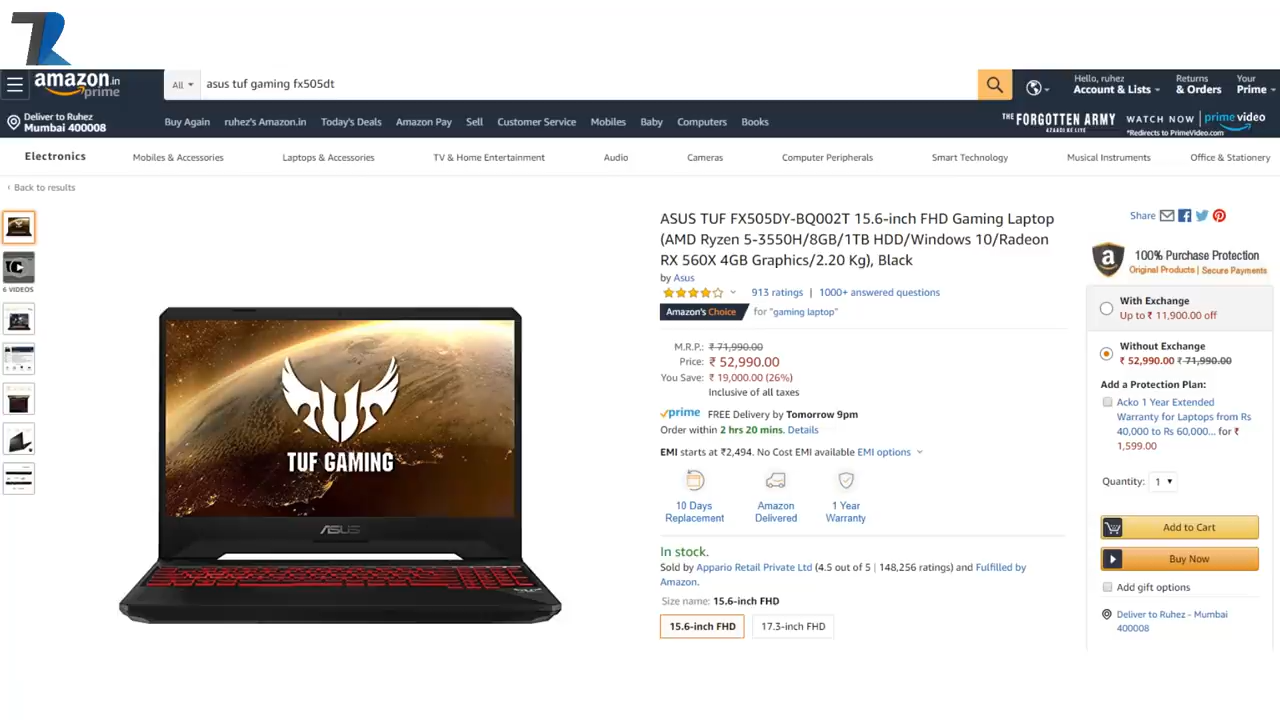 amazon.in
prime
All
asus tuf gaming fx505dt
Hello, ruhez
Account & Lists
Returns
& Orders
Your
Prime
Deliver to Ruhez
Mumbai 400008
Buy Again
ruhez's Amazon.in
Today's Deals
Amazon Pay
Sell
Customer Service
Mobiles
Baby
Computers
Books
THE FORGOTTEN ARMY
AZAADI KE LIYE
WATCH NOW
prime video
*Redirects to PrimeVideo.com
Electronics
Mobiles & Accessories
Laptops & Accessories
TV & Home Entertainment
Audio
Cameras
Computer Peripherals
Smart Technology
Musical Instruments
Office & Stationery
‹ Back to results
6 VIDEOS
TUF GAMING
ASUS
ASUS TUF FX505DY-BQ002T 15.6-inch FHD Gaming Laptop
(AMD Ryzen 5-3550H/8GB/1TB HDD/Windows 10/Radeon
RX 560X 4GB Graphics/2.20 Kg), Black
by Asus
913 ratings | 1000+ answered questions
Amazon's Choice for "gaming laptop"
M.R.P.: ₹ 71,990.00
Price: ₹ 52,990.00
You Save: ₹ 19,000.00 (26%)
Inclusive of all taxes
prime FREE Delivery by Tomorrow 9pm
Order within 2 hrs 20 mins. Details
EMI starts at ₹2,494. No Cost EMI available EMI options
10 Days
Replacement
Amazon
Delivered
1 Year
Warranty
In stock.
Sold by Appario Retail Private Ltd (4.5 out of 5 | 148,256 ratings) and Fulfilled by
Amazon.
Size name: 15.6-inch FHD
15.6-inch FHD
17.3-inch FHD
Share
a
100% Purchase Protection
Original Products | Secure Payments
With Exchange
Up to ₹ 11,900.00 off
Without Exchange
₹ 52,990.00 ₹ 71,990.00
Add a Protection Plan:
Acko 1 Year Extended
Warranty for Laptops from Rs
40,000 to Rs 60,000... for ₹
1,599.00
Quantity: 1
Add to Cart
Buy Now
Add gift options
Deliver to Ruhez - Mumbai
400008